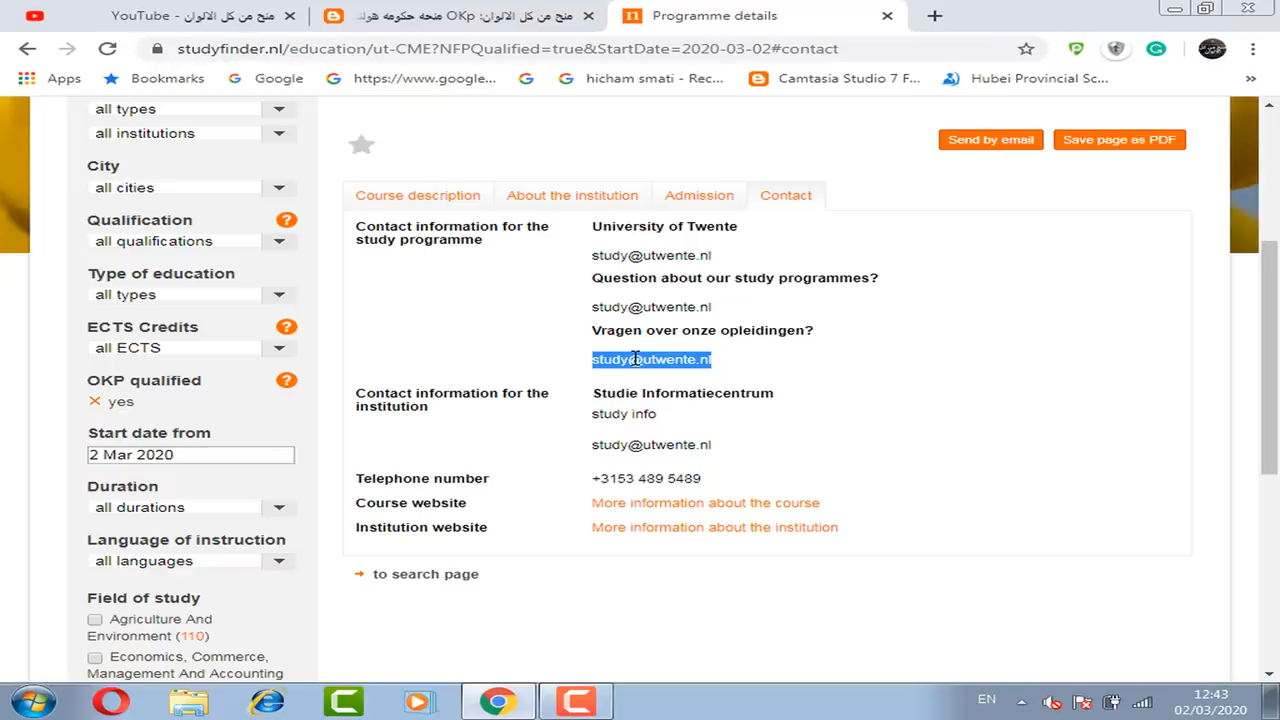 منح من كل الالوان - YouTube
منح من كل الالوان: OKp منحه حكومه هولن
Programme details
studyfinder.nl/education/ut-CME?NFPQualified=true&StartDate=2020-03-02#contact
Apps
Bookmarks
Google
https://www.google...
hicham smati - Rec...
Camtasia Studio 7 F...
Hubei Provincial Sc...
»
all types
all institutions
City
all cities
Qualification ?
all qualifications
Type of education
all types
ECTS Credits ?
all ECTS
OKP qualified ?
yes
Start date from
2 Mar 2020
Duration
all durations
Language of instruction
all languages
Field of study
Agriculture And
Environment (110)
Economics, Commerce,
Management And Accounting
Send by email
Save page as PDF
Course description
About the institution
Admission
Contact
Contact information for the
study programme
University of Twente
study@utwente.nl
Question about our study programmes?
study@utwente.nl
Vragen over onze opleidingen?
study@utwente.nl
Contact information for the
institution
Studie Informatiecentrum
study info
study@utwente.nl
Telephone number +3153 489 5489
Course website More information about the course
Institution website More information about the institution
to search page
EN
12:43
02/03/2020